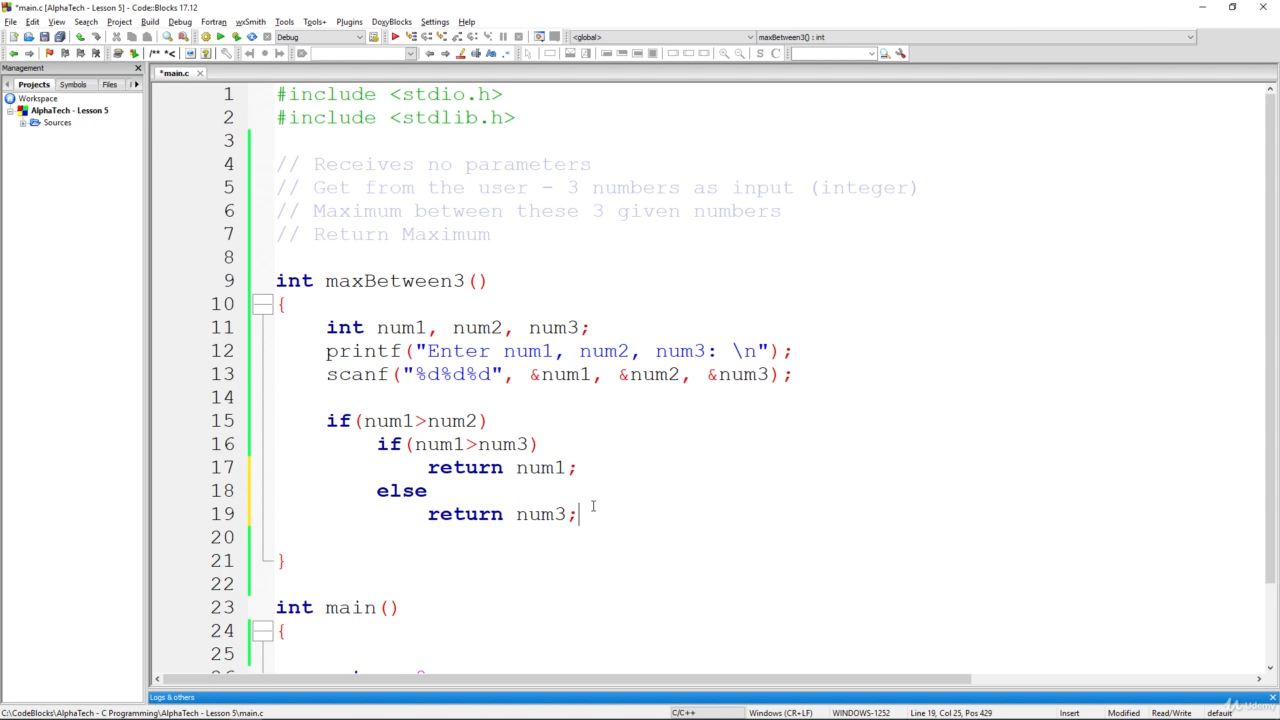 *main.c [AlphaTech - Lesson 5] - Code::Blocks 17.12
File Edit View Search Project Build Debug Fortran wxSmith Tools Tools+ Plugins DoxyBlocks Settings Help
Debug <global> maxBetween3() : int
/** *< S C
Management
Projects Symbols Files
*main.c
Workspace
AlphaTech - Lesson 5
Sources
1 #include <stdio.h>
2 #include <stdlib.h>
3
4 // Receives no parameters
5 // Get from the user - 3 numbers as input (integer)
6 // Maximum between these 3 given numbers
7 // Return Maximum
8
9 int maxBetween3()
10 {
11 int num1, num2, num3;
12 printf("Enter num1, num2, num3: \n");
13 scanf("%d%d%d", &num1, &num2, &num3);
14
15 if(num1>num2)
16 if(num1>num3)
17 return num1;
18 else
19 return num3;
20
21 }
22
23 int main()
24 {
25
Logs & others
C:\CodeBlocks\AlphaTech - C Programming\AlphaTech - Lesson 5\main.c C/C++ Windows (CR+LF) WINDOWS-1252 Line 19, Col 25, Pos 429 Insert Modified Read/Write default
Udemy